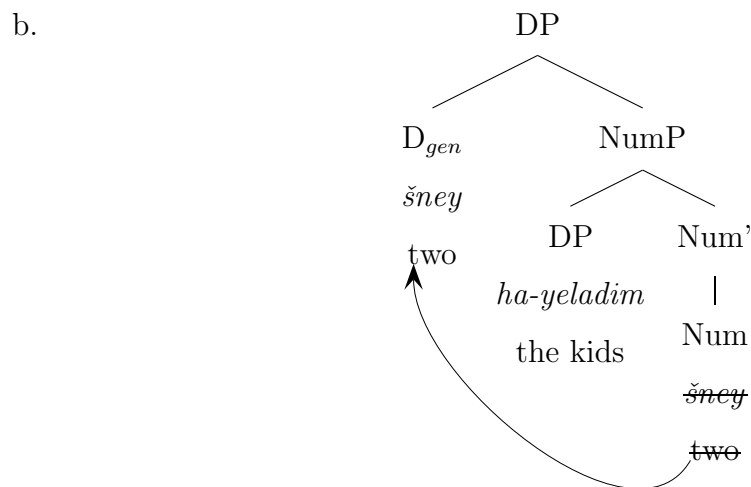 b. DP
D_gen NumP
šney
DP Num'
two
ha-yeladim
Num
the kids
šney
two